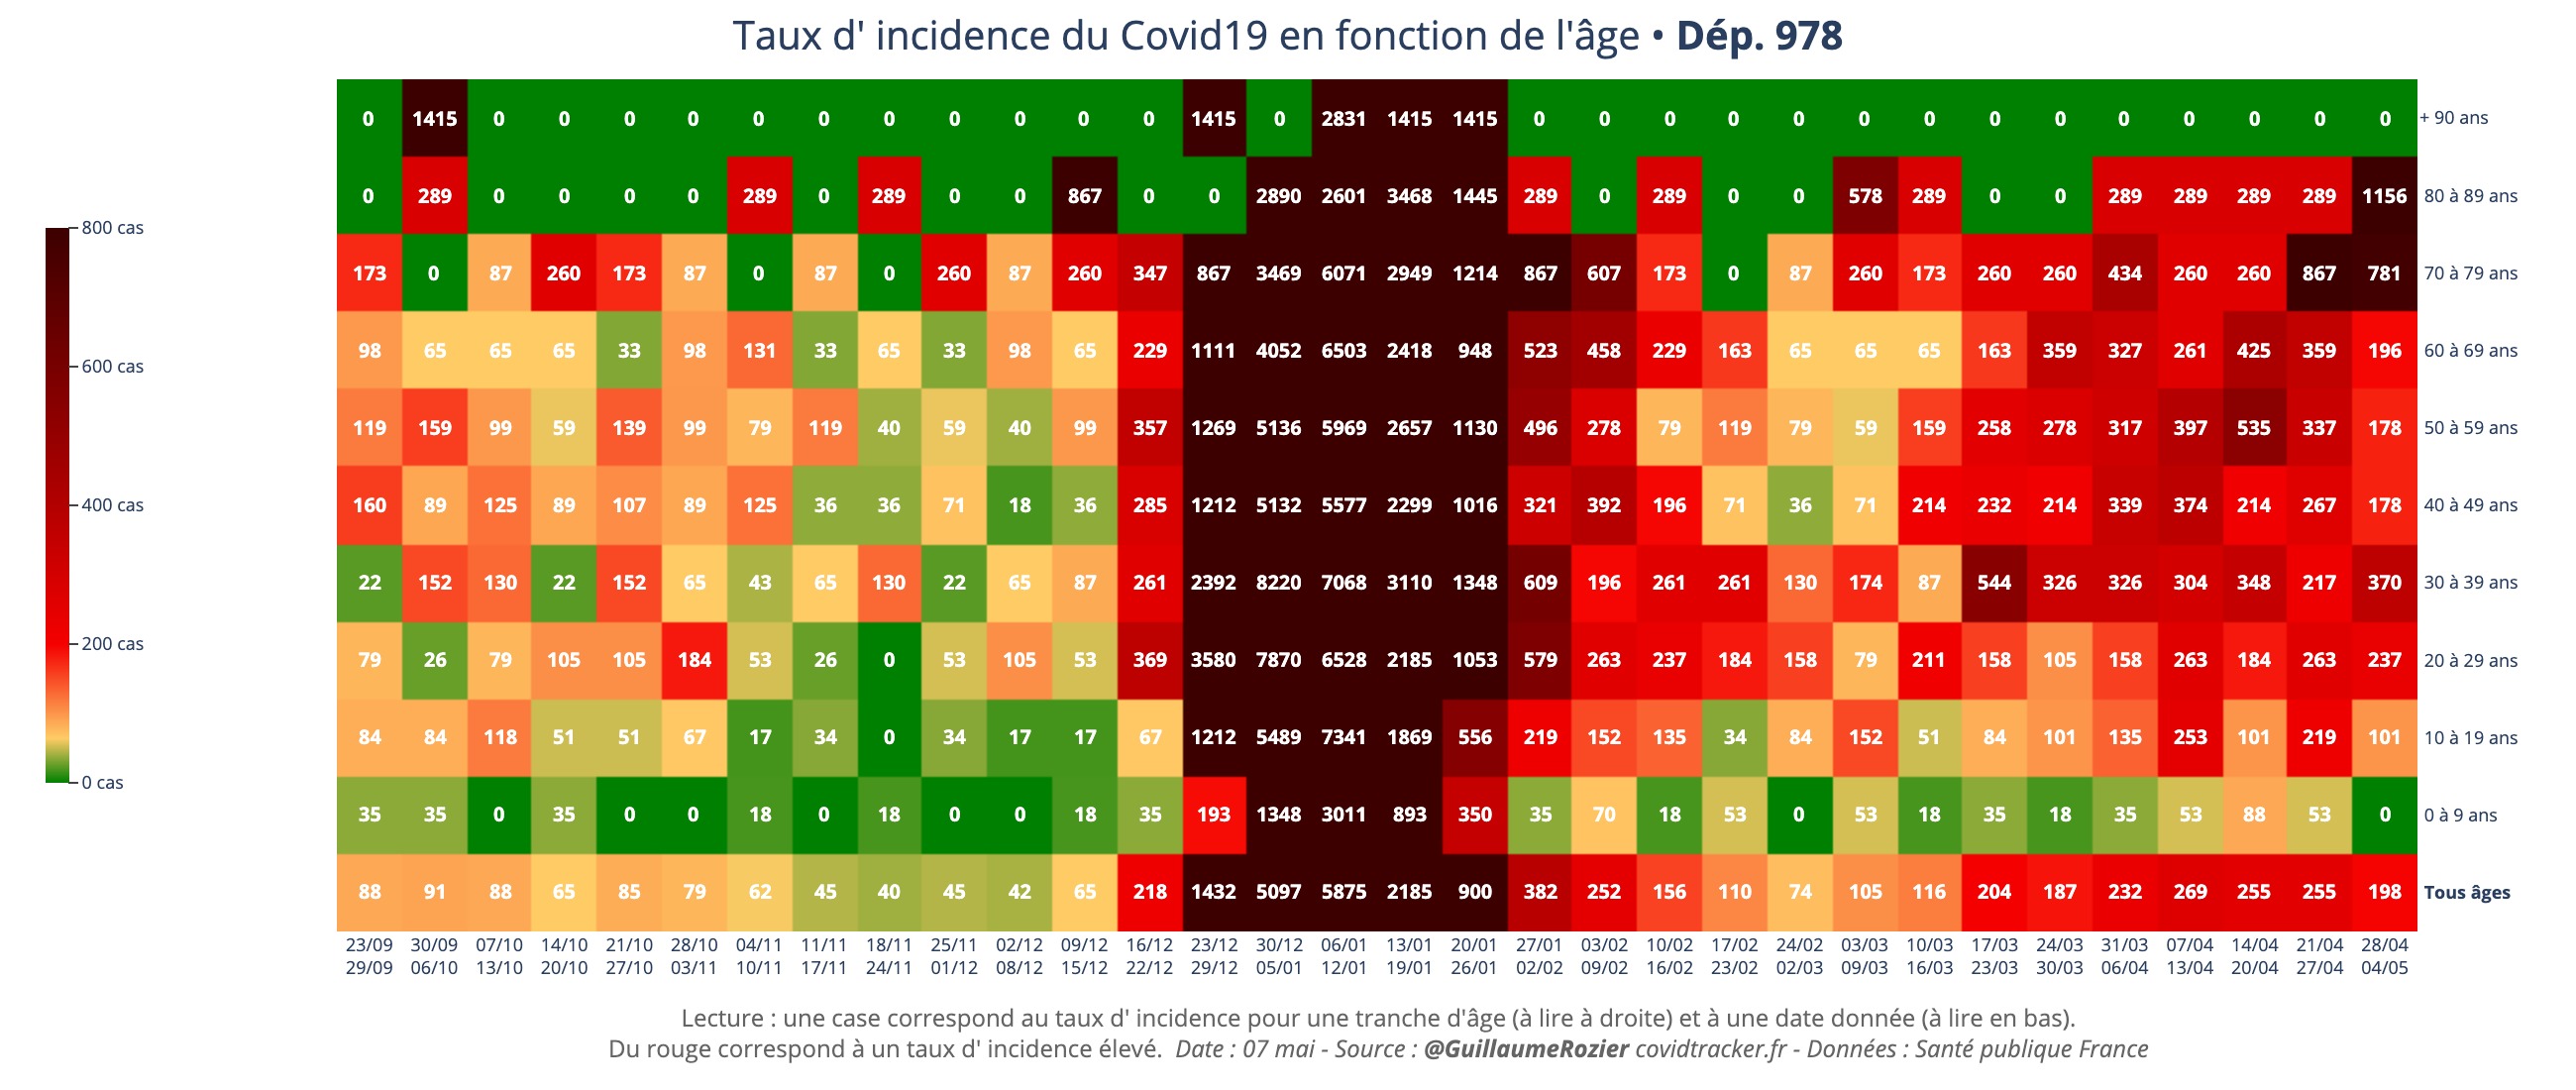 Taux d' incidence du Covid19 en fonction de l'âge • Dép. 978
0 1415 0 0 0 0 0 0 0 0 0 0 0 1415 0 2831 1415 1415 0 0 0 0 0 0 0 0 0 0 0 0 0 0 + 90 ans
0 289 0 0 0 0 289 0 289 0 0 867 0 0 2890 2601 3468 1445 289 0 289 0 0 578 289 0 0 289 289 289 289 1156 80 à 89 ans
800 cas
173 0 87 260 173 87 0 87 0 260 87 260 347 867 3469 6071 2949 1214 867 607 173 0 87 260 173 260 260 434 260 260 867 781 70 à 79 ans
98 65 65 65 33 98 131 33 65 33 98 65 229 1111 4052 6503 2418 948 523 458 229 163 65 65 65 163 359 327 261 425 359 196 60 à 69 ans
600 cas
119 159 99 59 139 99 79 119 40 59 40 99 357 1269 5136 5969 2657 1130 496 278 79 119 79 59 159 258 278 317 397 535 337 178 50 à 59 ans
400 cas
160 89 125 89 107 89 125 36 36 71 18 36 285 1212 5132 5577 2299 1016 321 392 196 71 36 71 214 232 214 339 374 214 267 178 40 à 49 ans
22 152 130 22 152 65 43 65 130 22 65 87 261 2392 8220 7068 3110 1348 609 196 261 261 130 174 87 544 326 326 304 348 217 370 30 à 39 ans
200 cas
79 26 79 105 105 184 53 26 0 53 105 53 369 3580 7870 6528 2185 1053 579 263 237 184 158 79 211 158 105 158 263 184 263 237 20 à 29 ans
84 84 118 51 51 67 17 34 0 34 17 17 67 1212 5489 7341 1869 556 219 152 135 34 84 152 51 84 101 135 253 101 219 101 10 à 19 ans
0 cas
35 35 0 35 0 0 18 0 18 0 0 18 35 193 1348 3011 893 350 35 70 18 53 0 53 18 35 18 35 53 88 53 0 0 à 9 ans
88 91 88 65 85 79 62 45 40 45 42 65 218 1432 5097 5875 2185 900 382 252 156 110 74 105 116 204 187 232 269 255 255 198 Tous âges
23/09 30/09 07/10 14/10 21/10 28/10 04/11 11/11 18/11 25/11 02/12 09/12 16/12 23/12 30/12 06/01 13/01 20/01 27/01 03/02 10/02 17/02 24/02 03/03 10/03 17/03 24/03 31/03 07/04 14/04 21/04 28/04
29/09 06/10 13/10 20/10 27/10 03/11 10/11 17/11 24/11 01/12 08/12 15/12 22/12 29/12 05/01 12/01 19/01 26/01 02/02 09/02 16/02 23/02 02/03 09/03 16/03 23/03 30/03 06/04 13/04 20/04 27/04 04/05
Lecture : une case correspond au taux d' incidence pour une tranche d'âge (à lire à droite) et à une date donnée (à lire en bas).
Du rouge correspond à un taux d' incidence élevé. Date : 07 mai - Source : @GuillaumeRozier covidtracker.fr - Données : Santé publique France